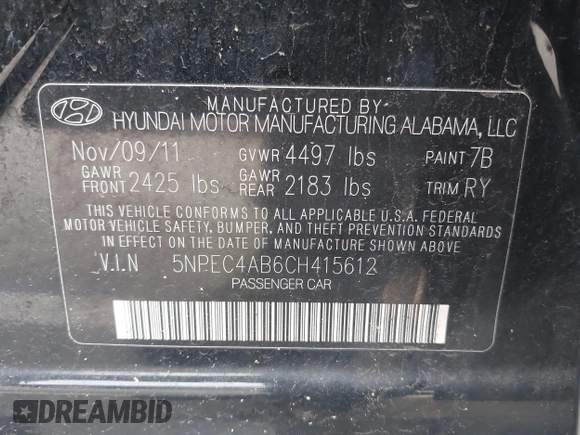 MANUFACTURED BY
HYUNDAI MOTOR MANUFACTURING ALABAMA, LLC
Nov/09/11 GVWR 4497 lbs PAINT 7B
GAWR FRONT 2425 lbs GAWR REAR 2183 lbs TRIM RY
THIS VEHICLE CONFORMS TO ALL APPLICABLE U.S.A. FEDERAL
MOTOR VEHICLE SAFETY, BUMPER, AND THEFT PREVENTION STANDARDS
IN EFFECT ON THE DATE OF MANUFACTURE SHOWN ABOVE.
V.I.N 5NPEC4AB6CH415612
PASSENGER CAR
DREAMBID